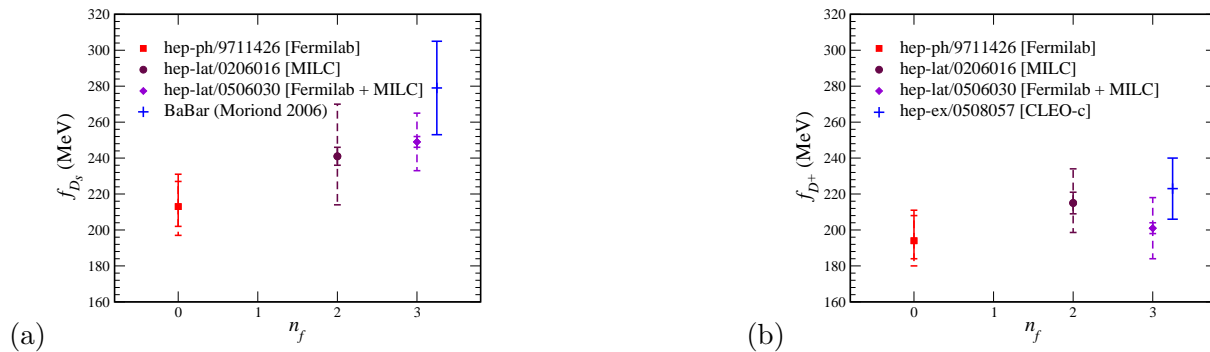 320
300
280
260
240
220
200
180
160
f_{D_s} (MeV)
hep-ph/9711426 [Fermilab]
hep-lat/0206016 [MILC]
hep-lat/0506030 [Fermilab + MILC]
BaBar (Moriond 2006)
0 1 2 3
n_f
(a)
320
300
280
260
240
220
200
180
160
f_{D+} (MeV)
hep-ph/9711426 [Fermilab]
hep-lat/0206016 [MILC]
hep-lat/0506030 [Fermilab + MILC]
hep-ex/0508057 [CLEO-c]
0 1 2 3
n_f
(b)